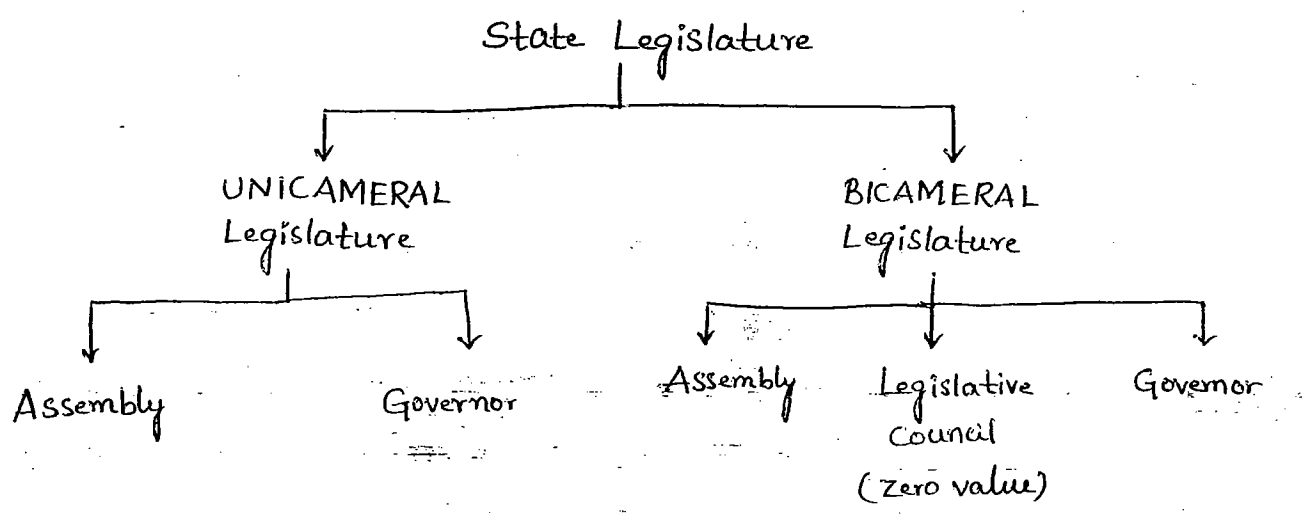 State Legislature
UNICAMERAL
Legislature
BICAMERAL
Legislature
Assembly
Governor
Assembly
Legislative
Council
(Zero value)
Governor